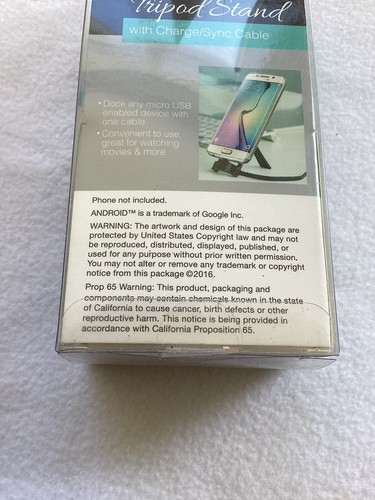 Tripod Stand
with Charge/Sync Cable
• Dock any micro USB
enabled device with
one cable
• Convenient to use,
great for watching
movies & more
Phone not included.
ANDROID™ is a trademark of Google Inc.
WARNING: The artwork and design of this package are
protected by United States Copyright law and may not
be reproduced, distributed, displayed, published, or
used for any purpose without prior written permission.
You may not alter or remove any trademark or copyright
notice from this package ©2016.
Prop 65 Warning: This product, packaging and
components may contain chemicals known in the state
of California to cause cancer, birth defects or other
reproductive harm. This notice is being provided in
accordance with California Proposition 65.